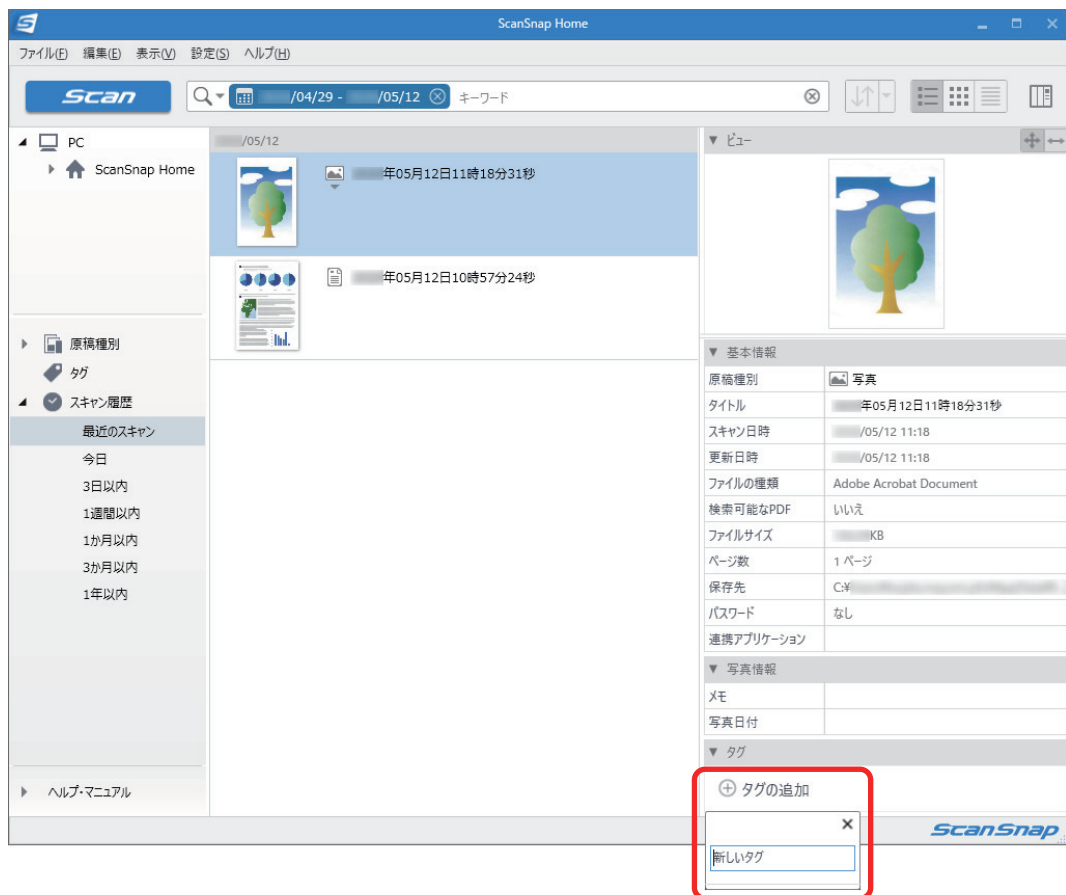 ScanSnap Home
ファイル(F) 編集(E) 表示(V) 設定(S) ヘルプ(H)
Scan
/04/29 - /05/12 キーワード
PC
ScanSnap Home
原稿種別
タグ
スキャン履歴
最近のスキャン
今日
3日以内
1週間以内
1か月以内
3か月以内
1年以内
ヘルプ・マニュアル
/05/12
年05月12日11時18分31秒
年05月12日10時57分24秒
ビュー
基本情報
原稿種別 写真
タイトル 年05月12日11時18分31秒
スキャン日時 /05/12 11:18
更新日時 /05/12 11:18
ファイルの種類 Adobe Acrobat Document
検索可能なPDF いいえ
ファイルサイズ KB
ページ数 1 ページ
保存先 C:¥
パスワード なし
連携アプリケーション
写真情報
メモ
写真日付
タグ
タグの追加
新しいタグ
ScanSnap